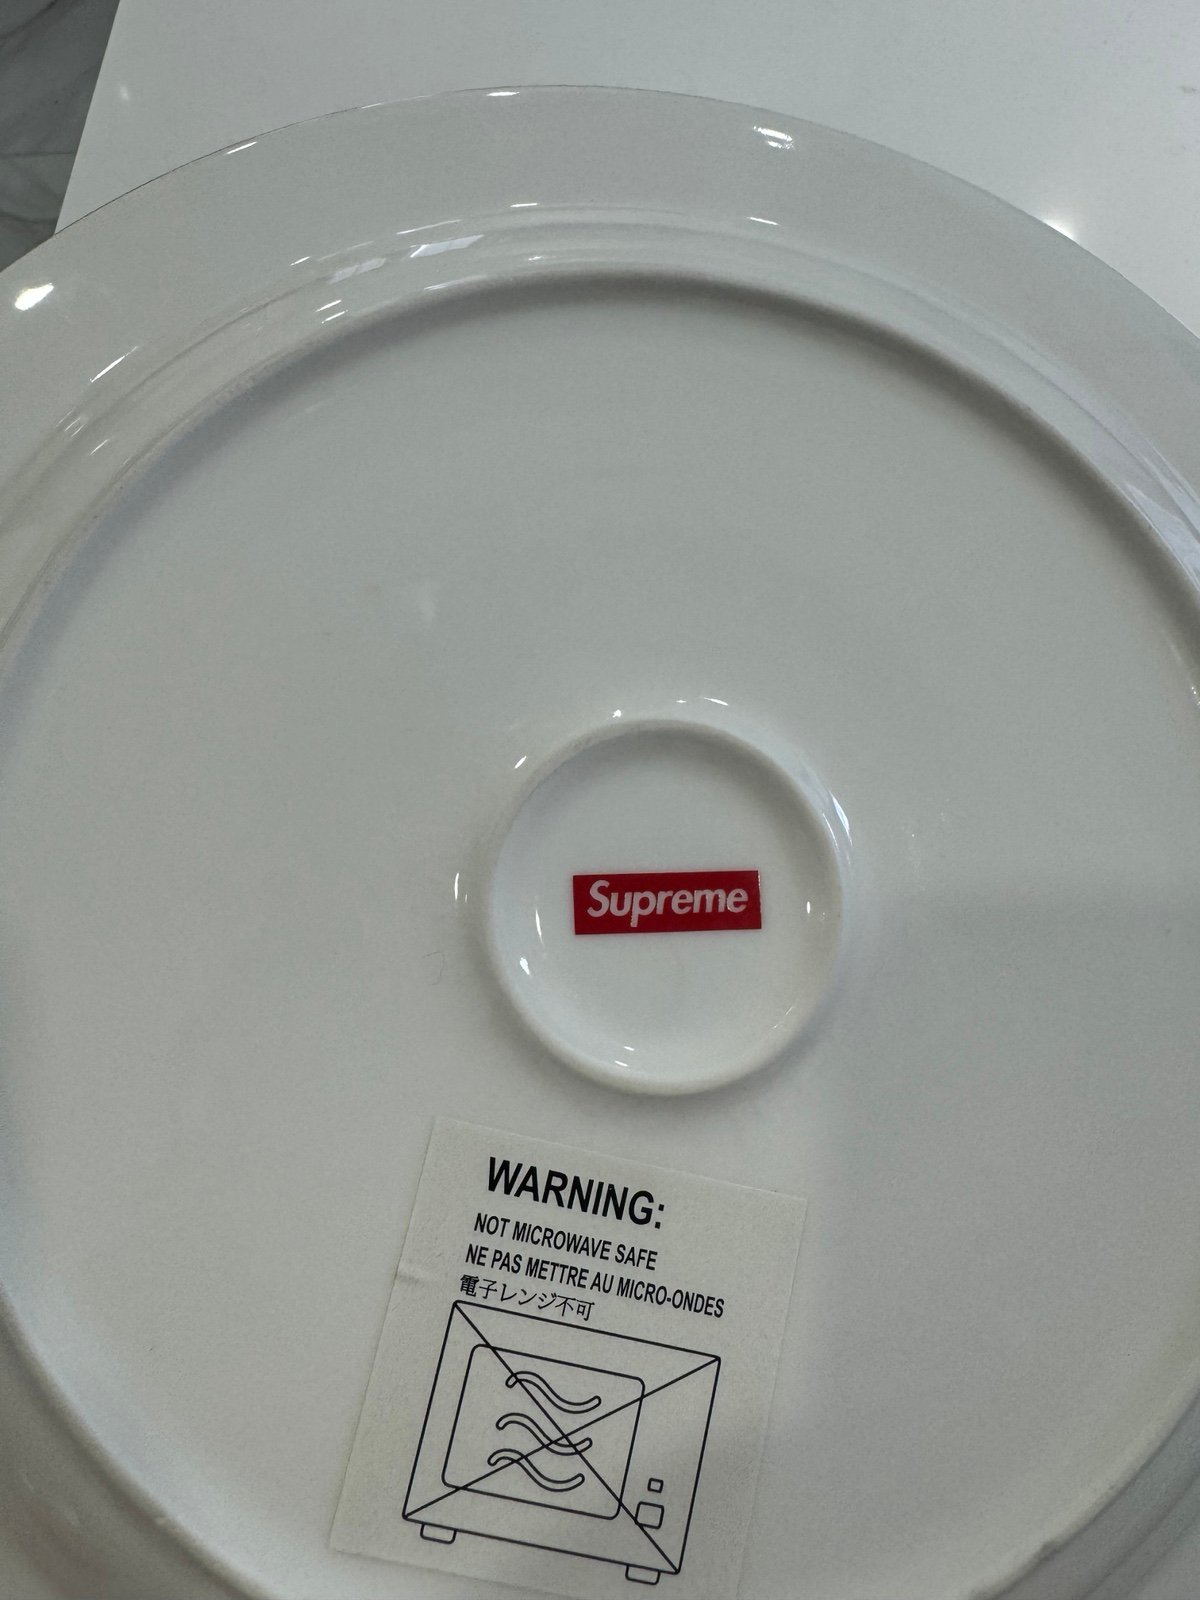 Supreme
WARNING:
NOT MICROWAVE SAFE
NE PAS METTRE AU MICRO-ONDES
電子レンジ不可